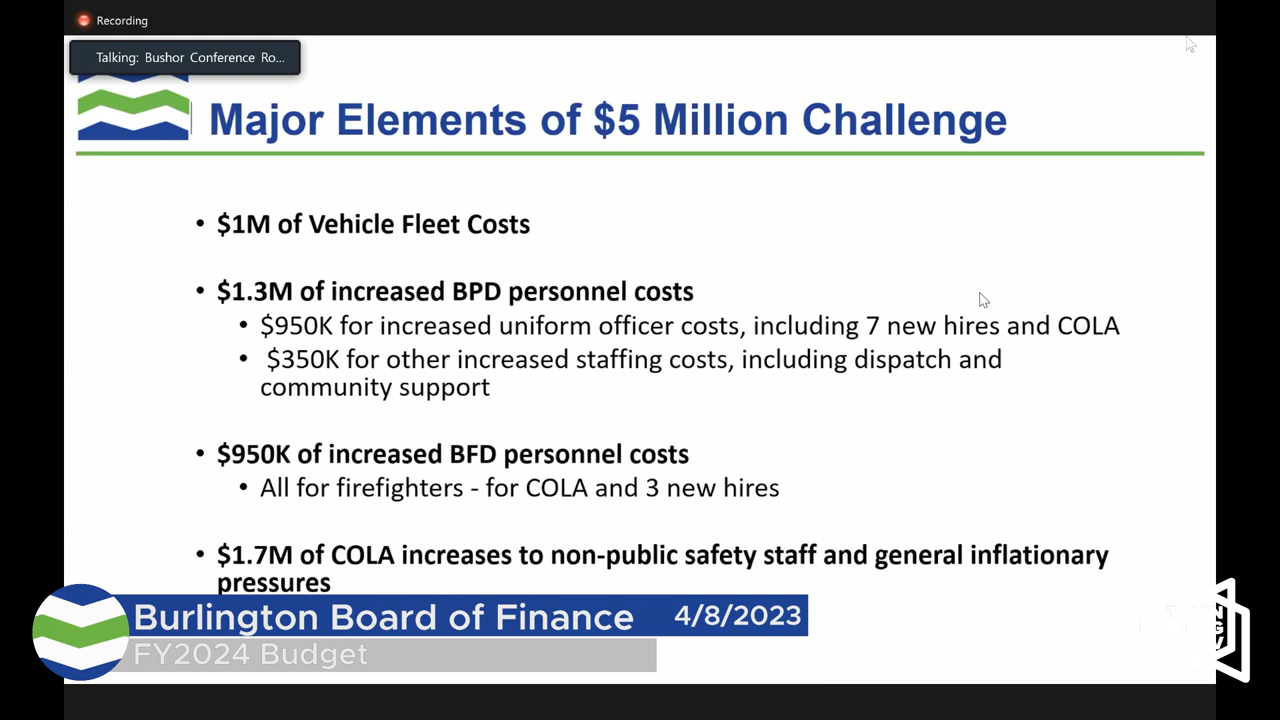 Recording
Talking: Bushor Conference Ro...
Major Elements of $5 Million Challenge
• $1M of Vehicle Fleet Costs
• $1.3M of increased BPD personnel costs
• $950K for increased uniform officer costs, including 7 new hires and COLA
• $350K for other increased staffing costs, including dispatch and
community support
• $950K of increased BFD personnel costs
• All for firefighters - for COLA and 3 new hires
• $1.7M of COLA increases to non-public safety staff and general inflationary
pressures
Burlington Board of Finance 4/8/2023
FY2024 Budget